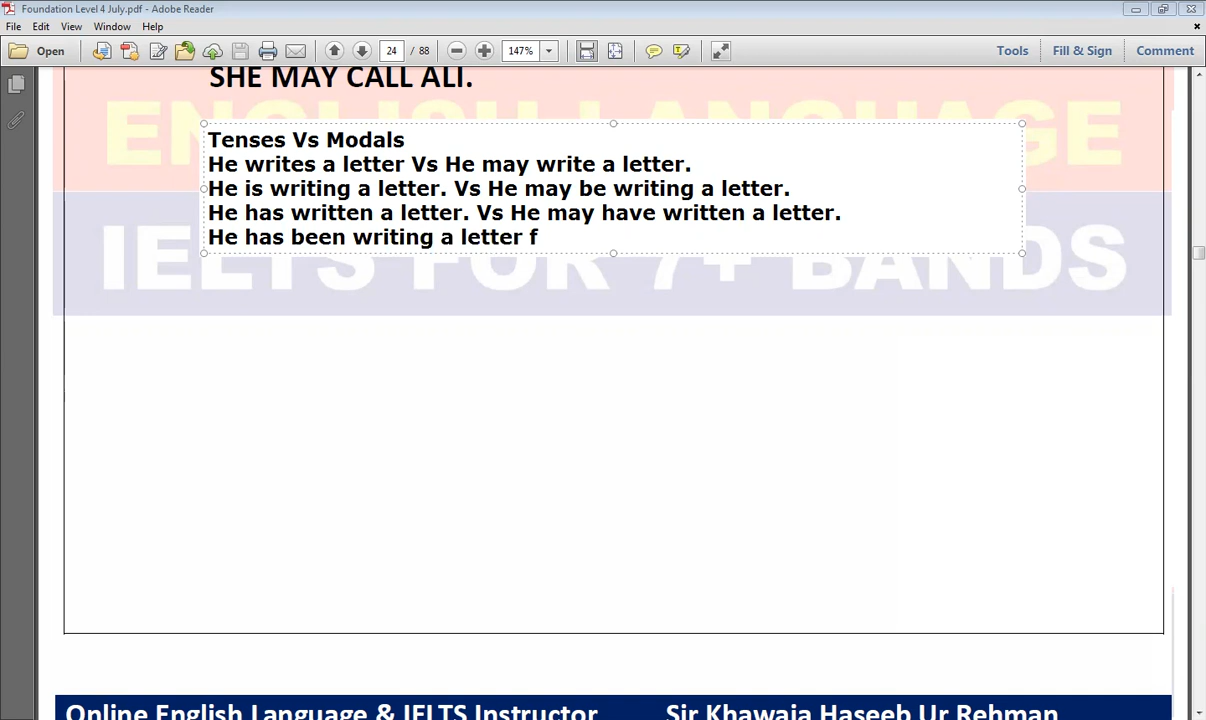 Foundation Level 4 July.pdf - Adobe Reader
File Edit View Window Help
Open 24 / 88 147% Tools Fill & Sign Comment
SHE MAY CALL ALI.
ENGLISH LANGUAGE
Tenses Vs Modals
He writes a letter Vs He may write a letter.
He is writing a letter. Vs He may be writing a letter.
He has written a letter. Vs He may have written a letter.
He has been writing a letter f
IELTS FOR 7+ BANDS
Online English Language & IELTS Instructor Sir Khawaja Haseeb Ur Rehman